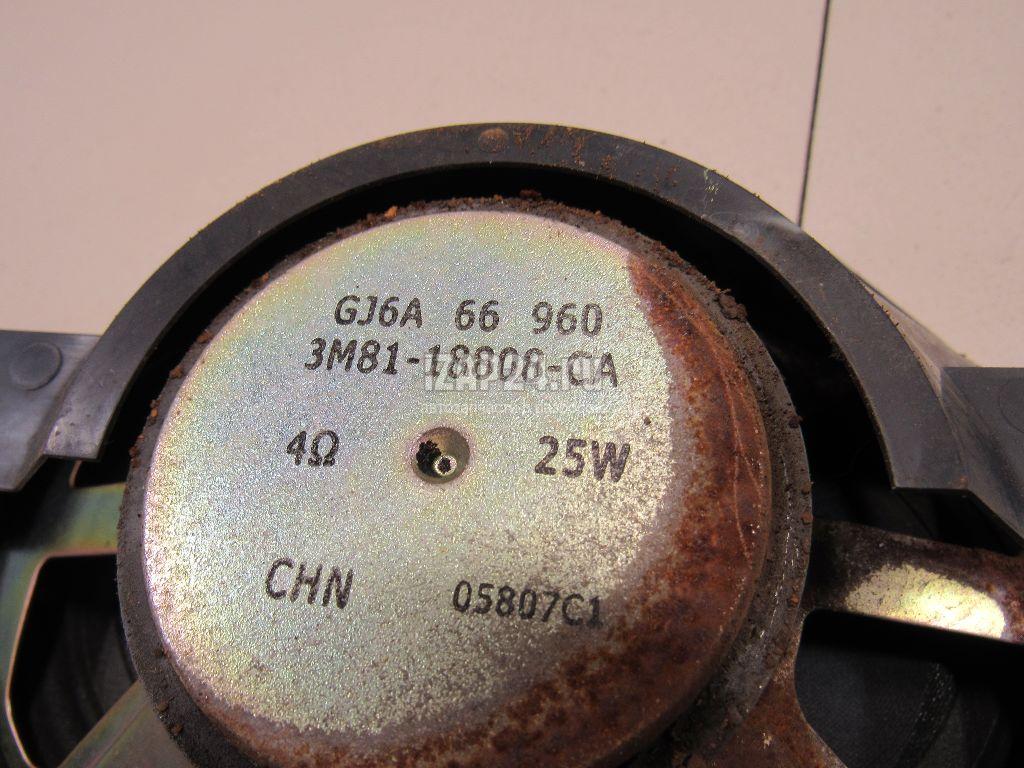 GJ6A 66 960
3M81-18808-CA
4Ω 25W
CHN 05807C1